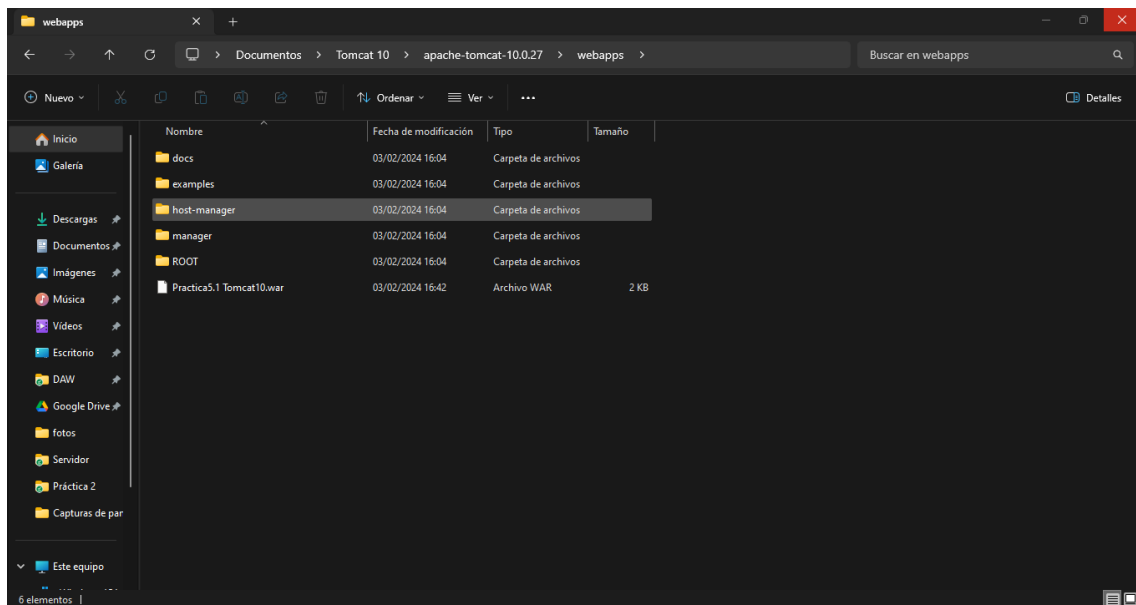 webapps
Documentos > Tomcat 10 > apache-tomcat-10.0.27 > webapps >
Buscar en webapps
Nuevo
Ordenar
Ver
Detalles
Inicio
Galería
Descargas
Documentos
Imágenes
Música
Vídeos
Escritorio
DAW
Google Drive
fotos
Servidor
Práctica 2
Capturas de par
Este equipo
Nombre Fecha de modificación Tipo Tamaño
docs 03/02/2024 16:04 Carpeta de archivos
examples 03/02/2024 16:04 Carpeta de archivos
host-manager 03/02/2024 16:04 Carpeta de archivos
manager 03/02/2024 16:04 Carpeta de archivos
ROOT 03/02/2024 16:04 Carpeta de archivos
Practica5.1 Tomcat10.war 03/02/2024 16:42 Archivo WAR 2 KB
6 elementos